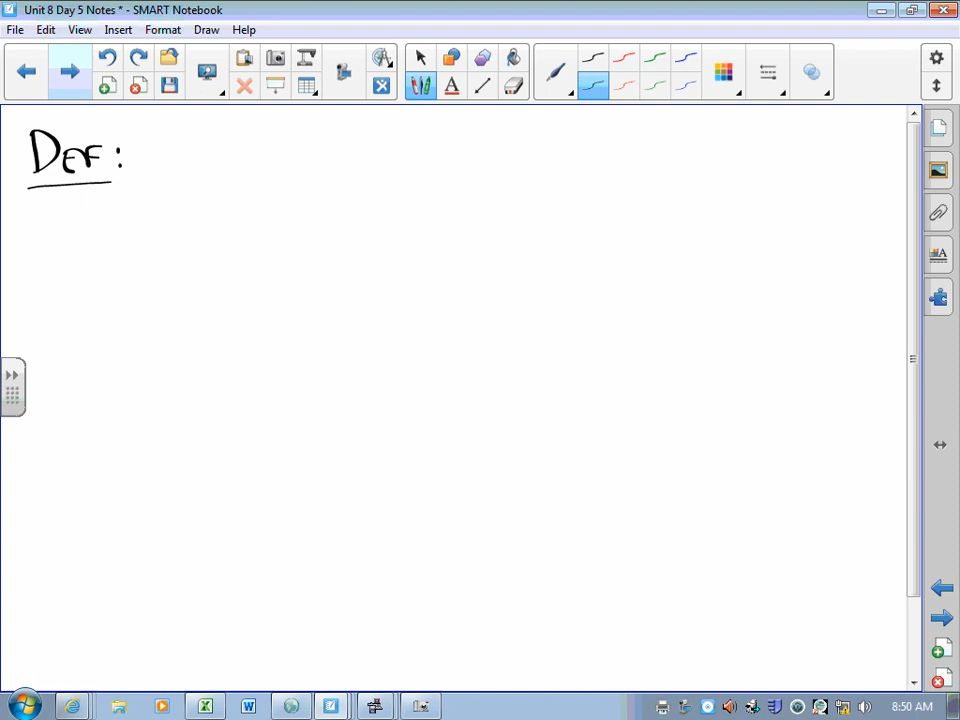 Unit 8 Day 5 Notes * - SMART Notebook
File Edit View Insert Format Draw Help
DEF :
8:50 AM